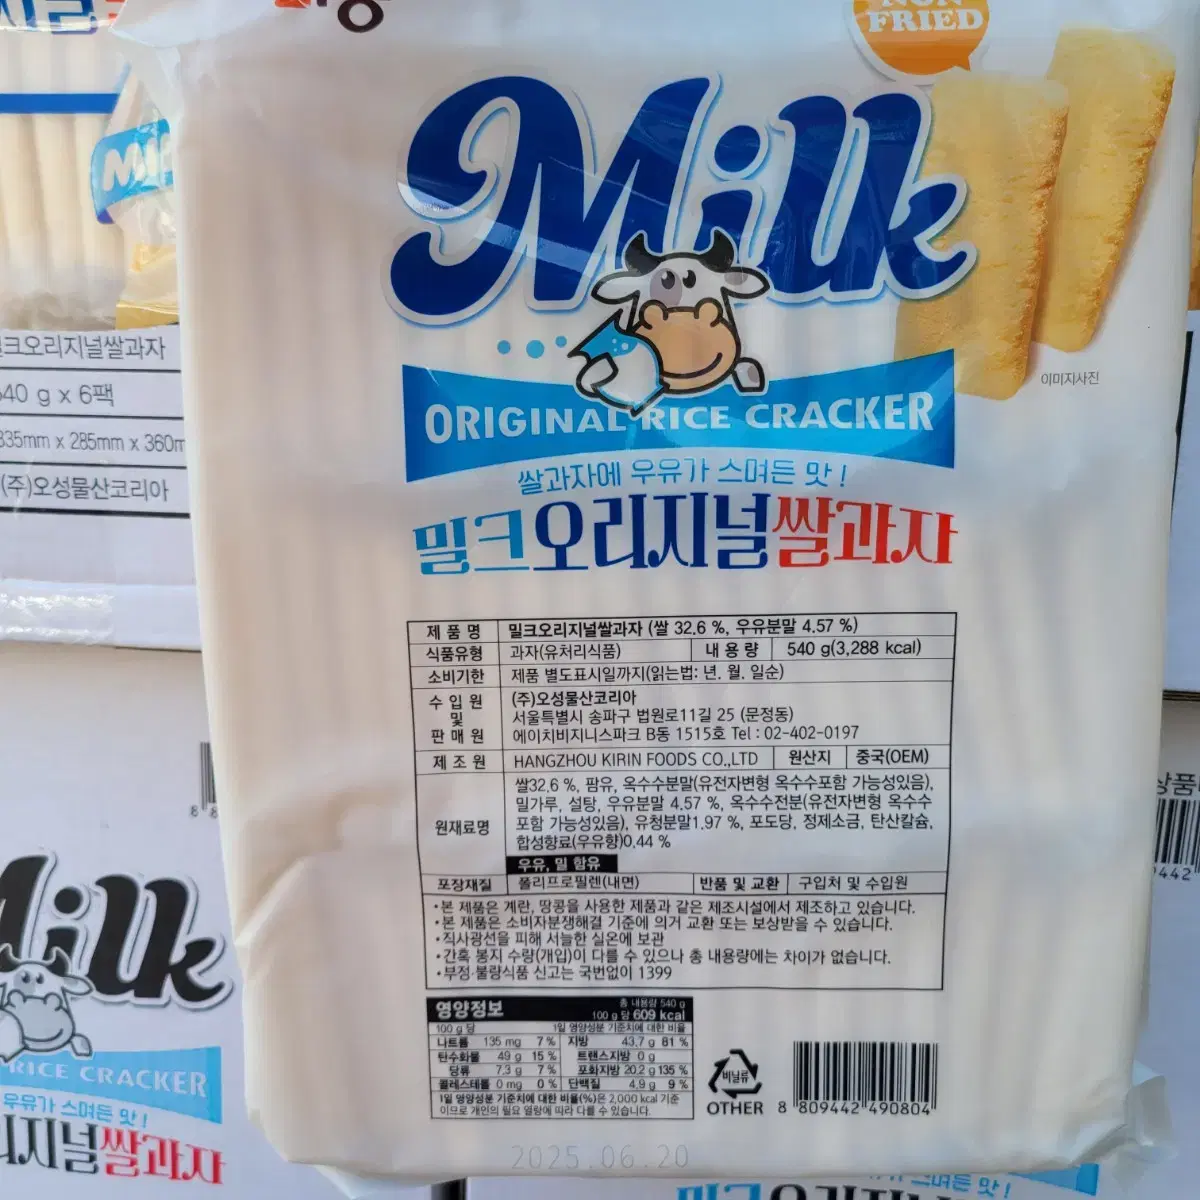 NON
FRIED
Milk
이미지사진
ORIGINAL RICE CRACKER
쌀과자에 우유가 스며든 맛!
밀크오리지널쌀과자
제품명 밀크오리지널쌀과자 (쌀 32.6 %, 우유분말 4.57 %)
식품유형 과자(유처리식품) 내용량 540 g(3,288 kcal)
소비기한 제품 별도표시일까지(읽는법: 년. 월. 일순)
수입원 및 판매원 (주)오성물산코리아
서울특별시 송파구 법원로11길 25 (문정동)
에이치비지니스파크 B동 1515호 Tel : 02-402-0197
제조원 HANGZHOU KIRIN FOODS CO.,LTD 원산지 중국(OEM)
원재료명 쌀32.6 %, 팜유, 옥수수분말(유전자변형 옥수수포함 가능성있음),
밀가루, 설탕, 우유분말 4.57 %, 옥수수전분(유전자변형 옥수수
포함 가능성있음), 유청분말1.97 %, 포도당, 정제소금, 탄산칼슘,
합성향료(우유향)0.44 %
우유, 밀 함유
포장재질 폴리프로필렌(내면) 반품 및 교환 구입처 및 수입원
·본 제품은 계란, 땅콩을 사용한 제품과 같은 제조시설에서 제조하고 있습니다.
·본 제품은 소비자분쟁해결 기준에 의거 교환 또는 보상받을 수 있습니다.
·직사광선을 피해 서늘한 실온에 보관
·간혹 봉지 수량(개입)이 다를 수 있으나 총 내용량에는 차이가 없습니다.
·부정·불량식품 신고는 국번없이 1399
영양정보 총 내용량 540 g
100 g 당 609 kcal
100 g 당 1일 영양성분 기준치에 대한 비율
나트륨 135 mg 7 % 지방 43.7 g 81 %
탄수화물 49 g 15 % 트랜스지방 0 g
당류 7.3 g 7 % 포화지방 20.2 g 135 %
콜레스테롤 0 mg 0 % 단백질 4.9 g 9 %
1일 영양성분 기준치에 대한 비율(%)은 2,000 kcal 기준
이므로 개인의 필요 열량에 따라 다를 수 있습니다.
비닐류
OTHER
8 809442 490804
2025.06.20
크오리지널쌀과자
40 g x 6팩
335mm x 285mm x 360m
(주)오성물산코리아
Milk
RICE CRACKER
우유가 스며든 맛!
지널쌀과자
상품
9442
가 스며든 맛!
밀크오리지널쌀과자